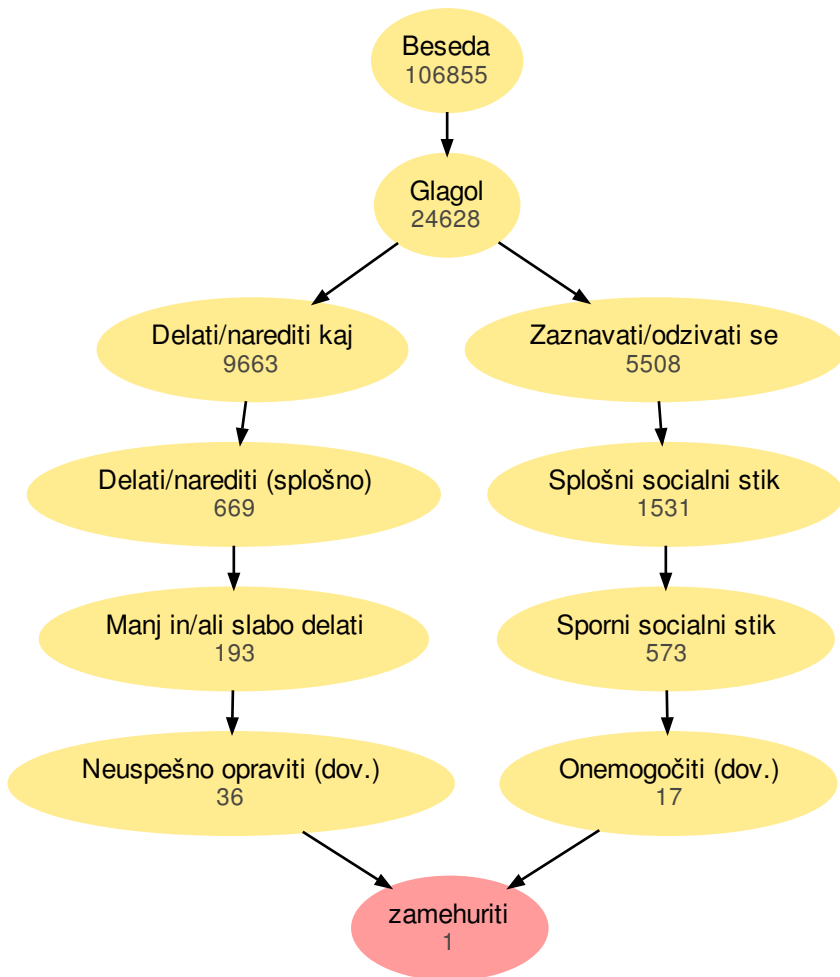 Beseda
106855
Glagol
24628
Delati/narediti kaj
9663
Zaznavati/odzivati se
5508
Delati/narediti (splošno)
669
Splošni socialni stik
1531
Manj in/ali slabo delati
193
Sporni socialni stik
573
Neuspešno opraviti (dov.)
36
Onemogočiti (dov.)
17
zamehuriti
1